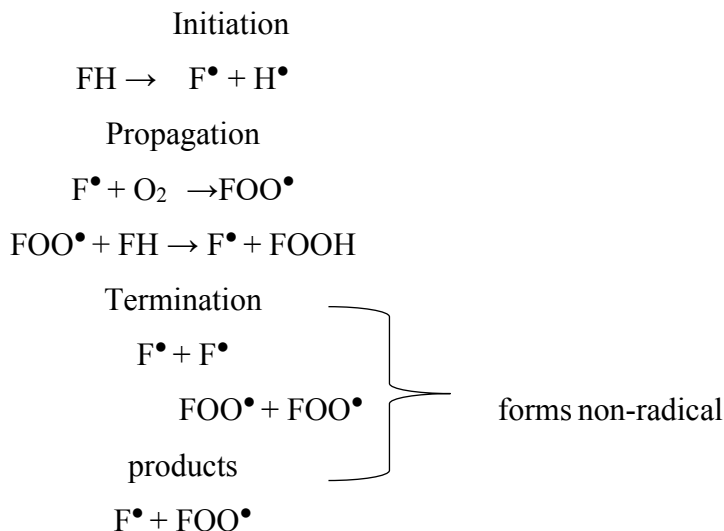 Initiation
FH → F• + H•
Propagation
F• + O₂ →FOO•
FOO• + FH → F• + FOOH
Termination
F• + F•
FOO• + FOO• forms non-radical
products
F• + FOO•